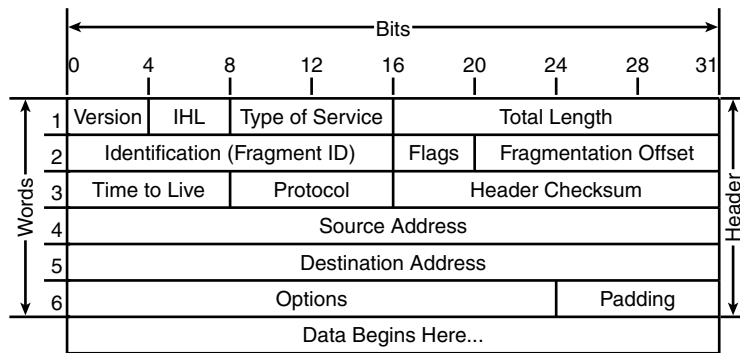 Bits
0 4 8 12 16 20 24 28 31
Words
Header
1 Version IHL Type of Service Total Length
2 Identification (Fragment ID) Flags Fragmentation Offset
3 Time to Live Protocol Header Checksum
4 Source Address
5 Destination Address
6 Options Padding
Data Begins Here...